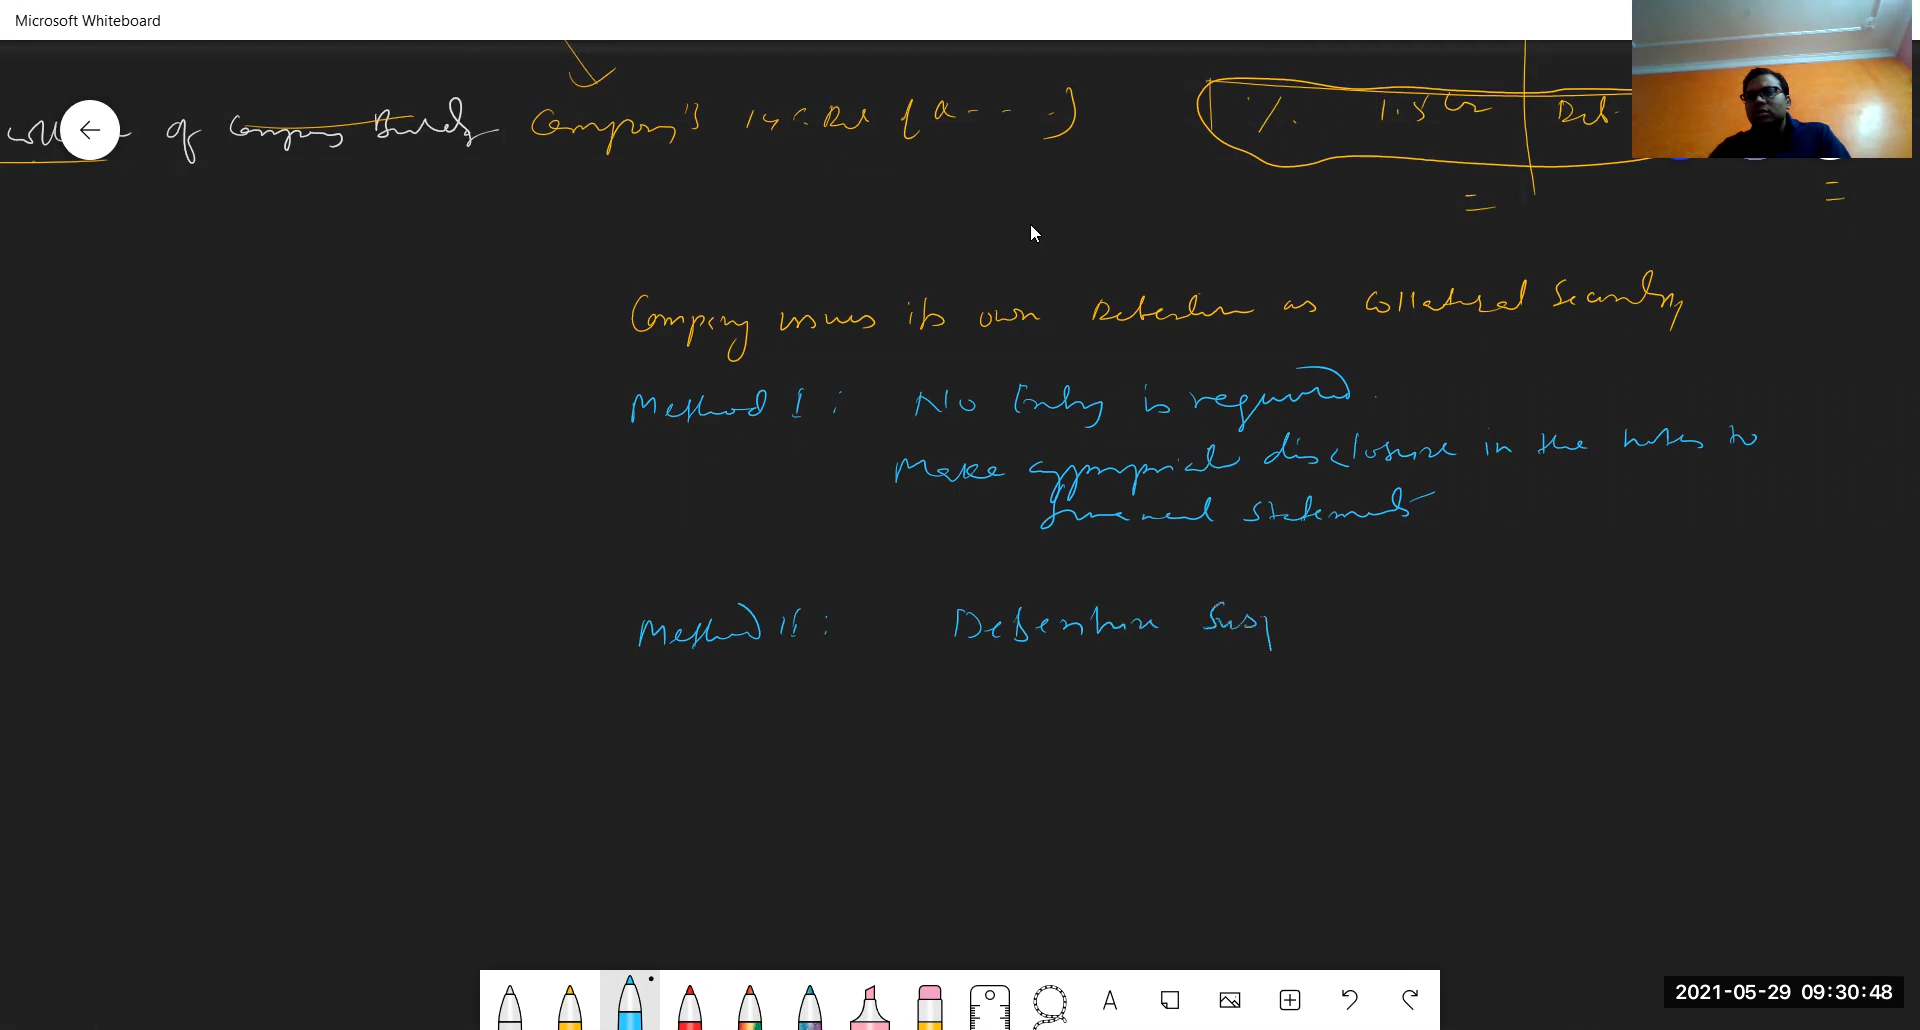 Microsoft Whiteboard
of Company Building Company's 14% Deb (a - - -)
% 1.5 Cr Deb.
= =
Company issues its own Debenture as Collateral Security
Method I : No Entry is required.
Make appropriate disclosure in the notes to
financial statements
Method II : Debenture Susp
A
2021-05-29 09:30:48